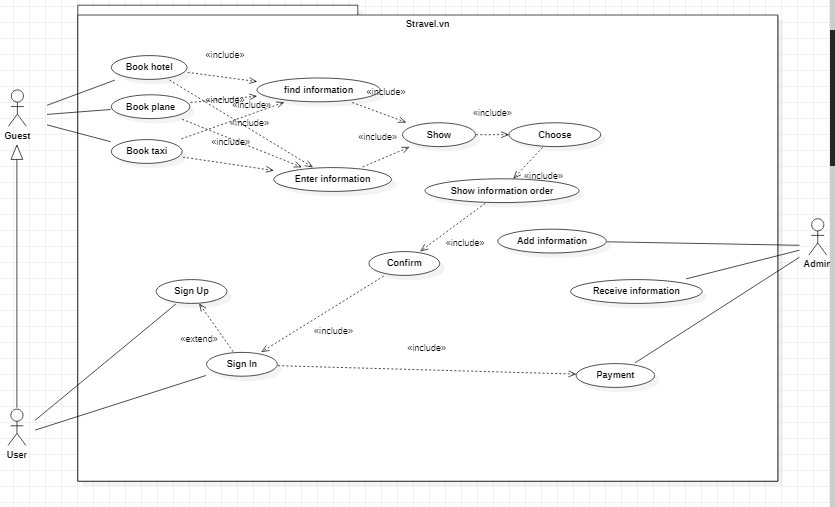 Stravel.vn
Book hotel
«include»
find information
«include»
Book plane
«include»
«include»
Guest
«include»
«include»
Show
«include»
Choose
«include»
Book taxi
Enter information
«include»
Show information order
Add information
«include»
Admin
Confirm
Sign Up
Receive information
«include»
«extend»
«include»
Sign In
Payment
User